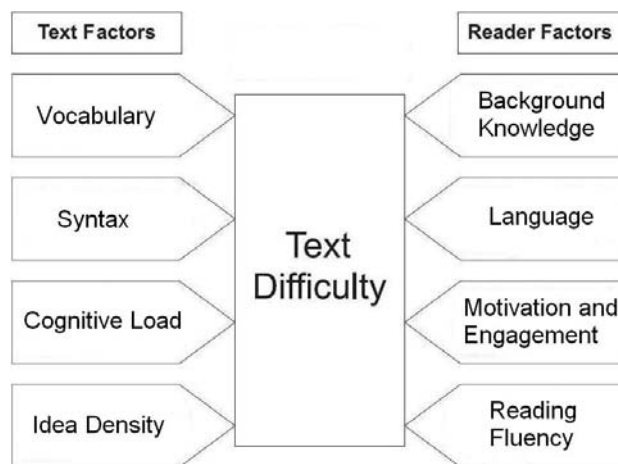 Text Factors
Reader Factors
Vocabulary
Syntax
Cognitive Load
Idea Density
Text
Difficulty
Background
Knowledge
Language
Motivation and
Engagement
Reading
Fluency